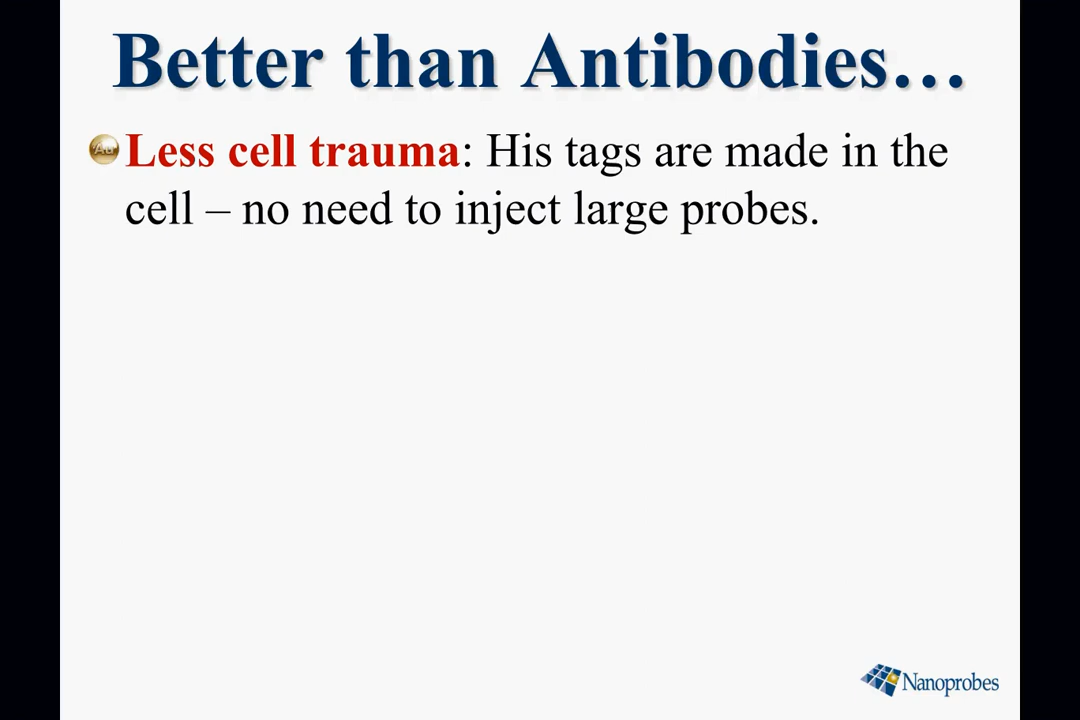 Better than Antibodies…
Au Less cell trauma: His tags are made in the
cell – no need to inject large probes.
Nanoprobes